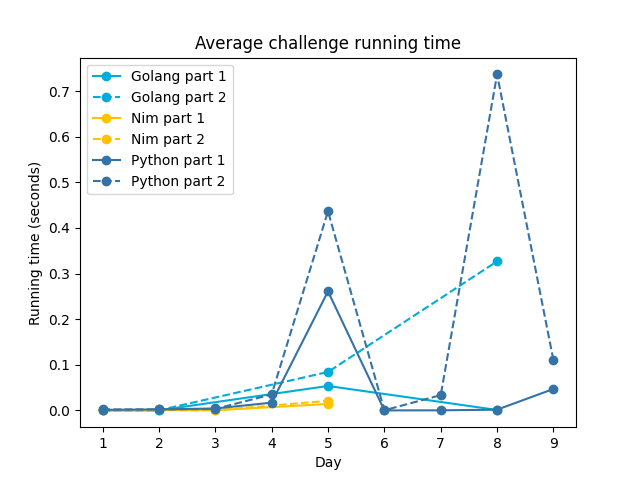 Average challenge running time
Golang part 1
Golang part 2
Nim part 1
Nim part 2
Python part 1
Python part 2
Running time (seconds)
0.7
0.6
0.5
0.4
0.3
0.2
0.1
0.0
1 2 3 4 5 6 7 8 9
Day